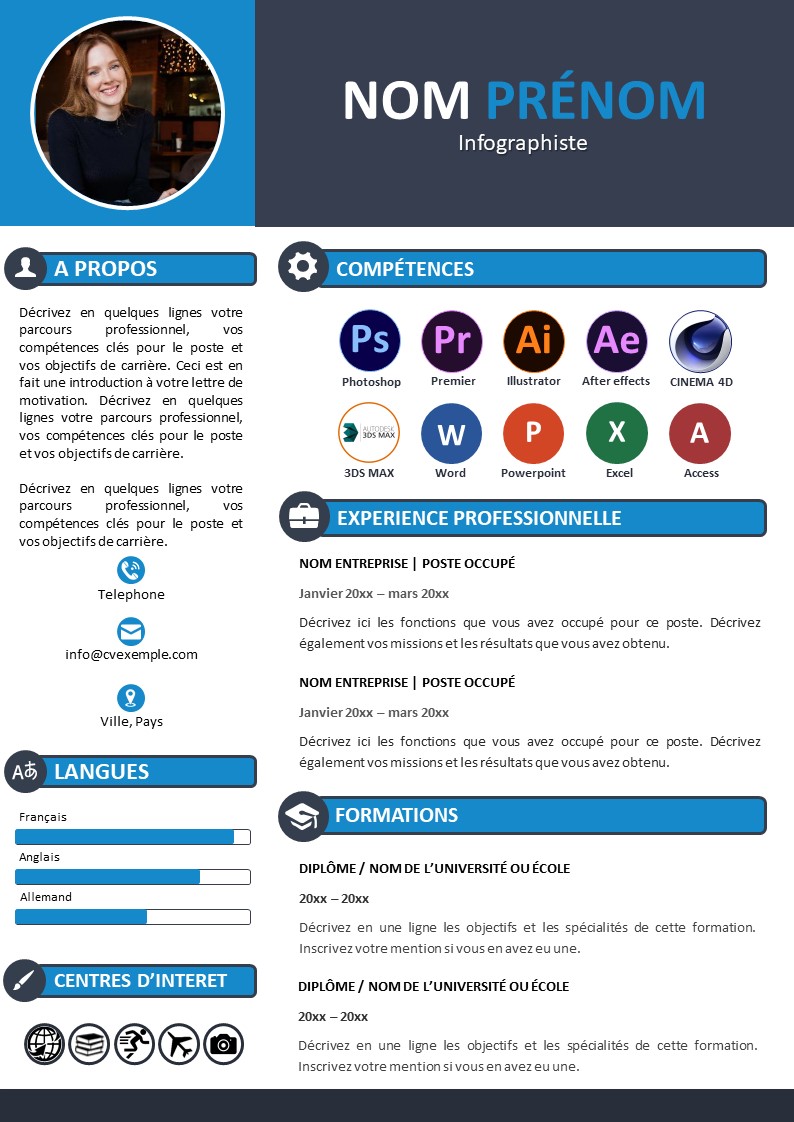 NOM PRÉNOM
Infographiste
A PROPOS
Décrivez en quelques lignes votre
parcours professionnel, vos
compétences clés pour le poste et
vos objectifs de carrière. Ceci est en
fait une introduction à votre lettre de
motivation. Décrivez en quelques
lignes votre parcours professionnel,
vos compétences clés pour le poste
et vos objectifs de carrière.
Décrivez en quelques lignes votre
parcours professionnel, vos
compétences clés pour le poste et
vos objectifs de carrière.
Telephone
info@cvexemple.com
Ville, Pays
Aあ LANGUES
Français
Anglais
Allemand
CENTRES D’INTERET
COMPÉTENCES
Ps Pr Ai Ae
Photoshop Premier Illustrator After effects CINEMA 4D
AUTODESK
3DS MAX
W P X A
3DS MAX Word Powerpoint Excel Access
EXPERIENCE PROFESSIONNELLE
NOM ENTREPRISE | POSTE OCCUPÉ
Janvier 20xx – mars 20xx
Décrivez ici les fonctions que vous avez occupé pour ce poste. Décrivez
également vos missions et les résultats que vous avez obtenu.
NOM ENTREPRISE | POSTE OCCUPÉ
Janvier 20xx – mars 20xx
Décrivez ici les fonctions que vous avez occupé pour ce poste. Décrivez
également vos missions et les résultats que vous avez obtenu.
FORMATIONS
DIPLÔME / NOM DE L’UNIVERSITÉ OU ÉCOLE
20xx – 20xx
Décrivez en une ligne les objectifs et les spécialités de cette formation.
Inscrivez votre mention si vous en avez eu une.
DIPLÔME / NOM DE L’UNIVERSITÉ OU ÉCOLE
20xx – 20xx
Décrivez en une ligne les objectifs et les spécialités de cette formation.
Inscrivez votre mention si vous en avez eu une.